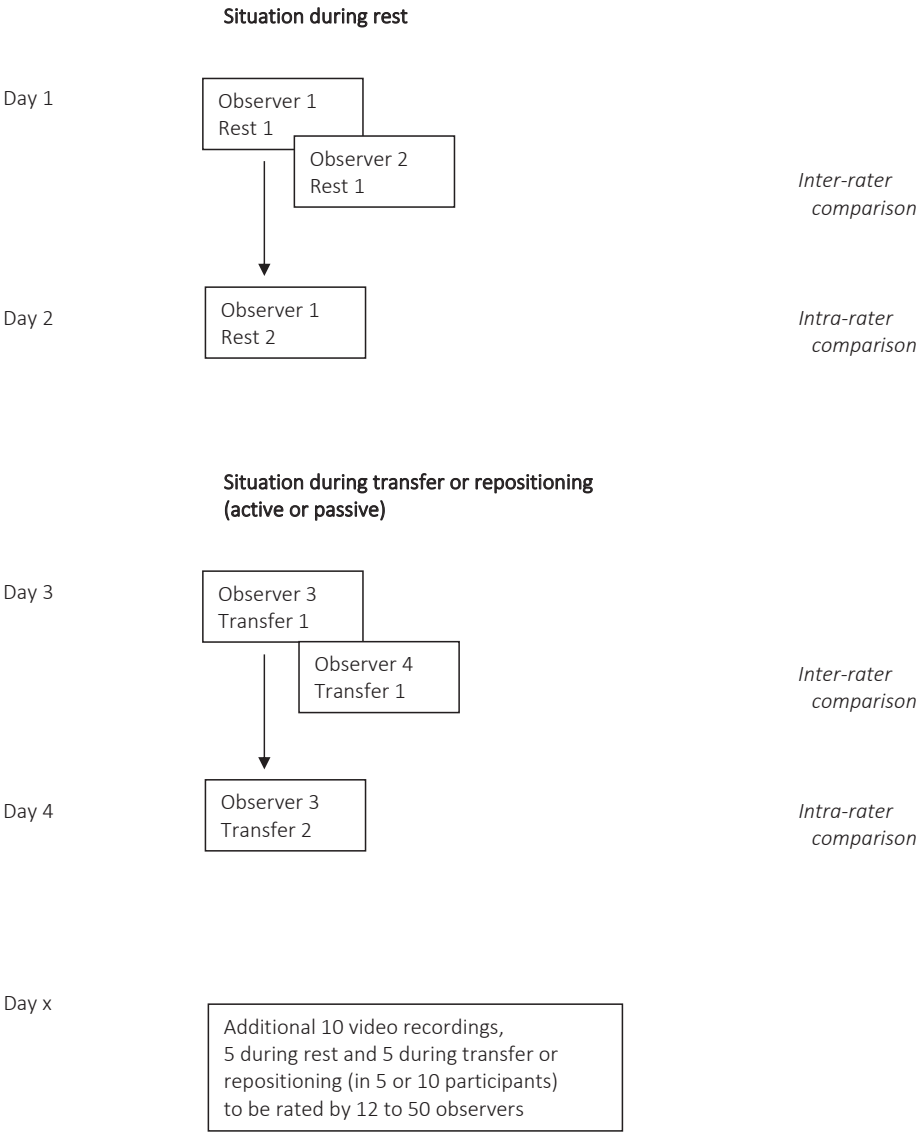 Situation during rest
Day 1
Observer 1
Rest 1
Observer 2
Rest 1
Inter-rater
comparison
Day 2
Observer 1
Rest 2
Intra-rater
comparison
Situation during transfer or repositioning
(active or passive)
Day 3
Observer 3
Transfer 1
Observer 4
Transfer 1
Inter-rater
comparison
Day 4
Observer 3
Transfer 2
Intra-rater
comparison
Day x
Additional 10 video recordings,
5 during rest and 5 during transfer or
repositioning (in 5 or 10 participants)
to be rated by 12 to 50 observers